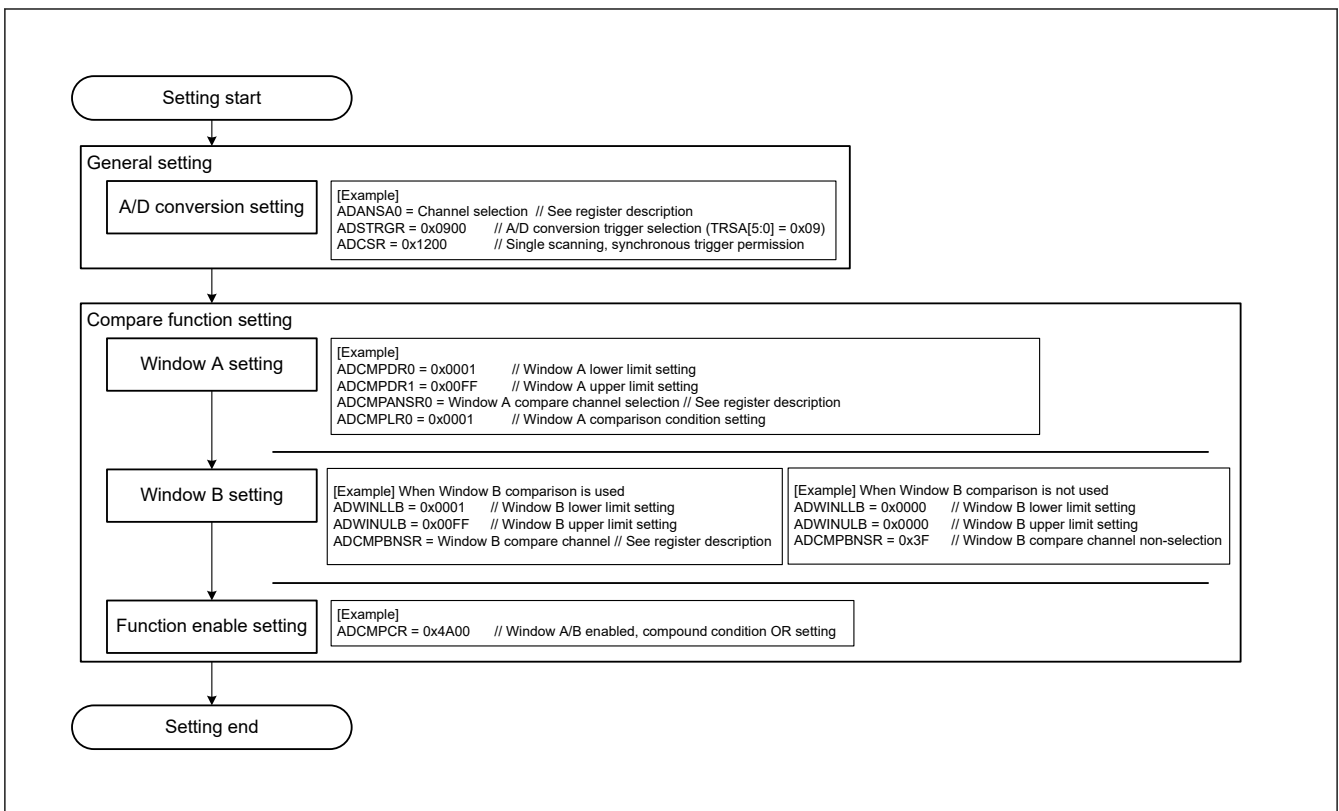 Setting start
General setting
A/D conversion setting
[Example]
ADANSA0 = Channel selection // See register description
ADSTRGR = 0x0900 // A/D conversion trigger selection (TRSA[5:0] = 0x09)
ADCSR = 0x1200 // Single scanning, synchronous trigger permission
Compare function setting
Window A setting
[Example]
ADCMPDR0 = 0x0001 // Window A lower limit setting
ADCMPDR1 = 0x00FF // Window A upper limit setting
ADCMPANSR0 = Window A compare channel selection // See register description
ADCMPLR0 = 0x0001 // Window A comparison condition setting
Window B setting
[Example] When Window B comparison is used
ADWINLLB = 0x0001 // Window B lower limit setting
ADWINULB = 0x00FF // Window B upper limit setting
ADCMPBNSR = Window B compare channel // See register description
[Example] When Window B comparison is not used
ADWINLLB = 0x0000 // Window B lower limit setting
ADWINULB = 0x0000 // Window B upper limit setting
ADCMPBNSR = 0x3F // Window B compare channel non-selection
Function enable setting
[Example]
ADCMPCR = 0x4A00 // Window A/B enabled, compound condition OR setting
Setting end